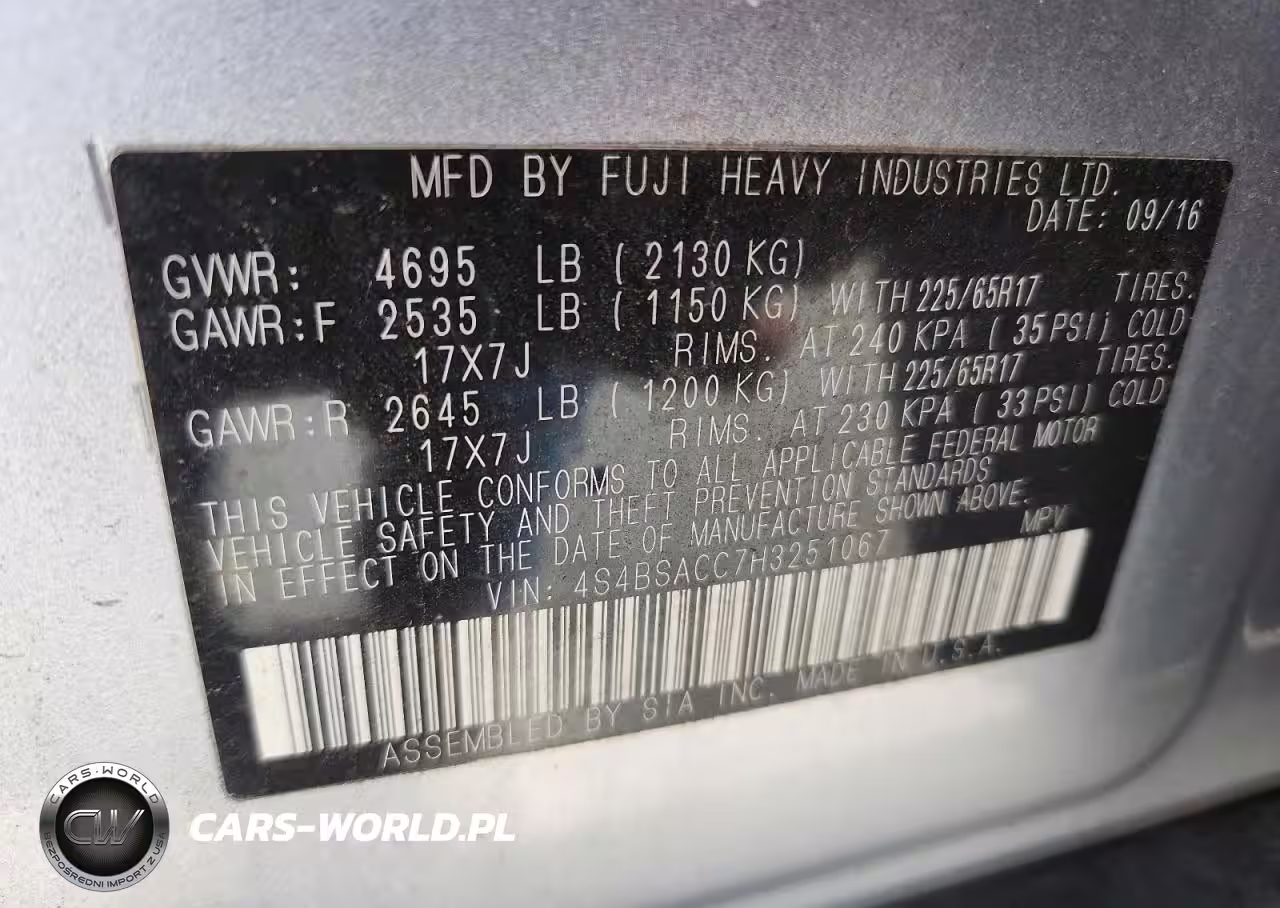 MFD BY FUJI HEAVY INDUSTRIES LTD.
DATE: 09/16
GVWR: 4695 LB ( 2130 KG)
GAWR:F 2535 LB ( 1150 KG) WITH 225/65R17 TIRES.
17X7J RIMS. AT 240 KPA ( 35 PSI) COLD
GAWR:R 2645 LB ( 1200 KG) WITH 225/65R17 TIRES.
17X7J RIMS. AT 230 KPA ( 33 PSI) COLD
THIS VEHICLE CONFORMS TO ALL APPLICABLE FEDERAL MOTOR
VEHICLE SAFETY AND THEFT PREVENTION STANDARDS
IN EFFECT ON THE DATE OF MANUFACTURE SHOWN ABOVE.
VIN: 4S4BSACC7H3251067 MPV
ASSEMBLED BY SIA INC. MADE IN U.S.A.
CARS-WORLD
CW
BEZPOŚREDNI IMPORT Z USA
CARS-WORLD.PL